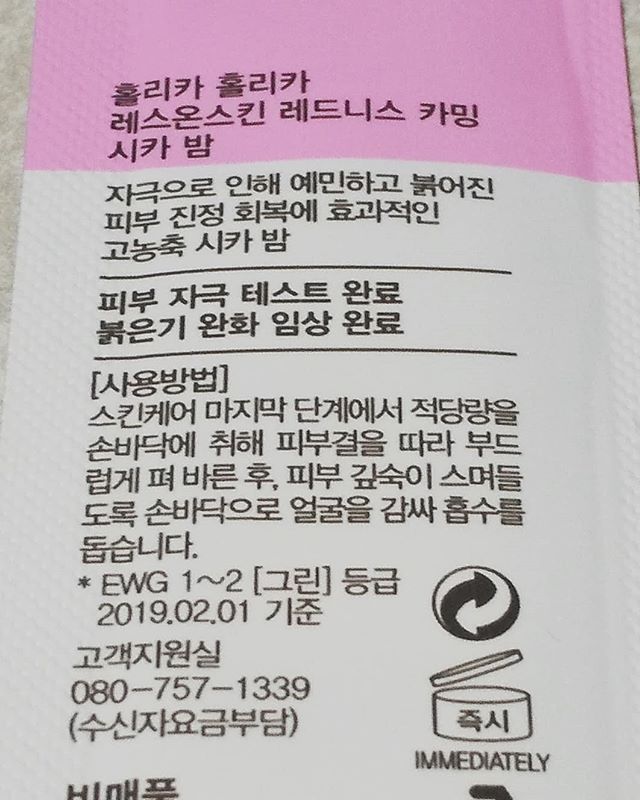 홀리카 홀리카
레스온스킨 레드니스 카밍
시카 밤
자극으로 인해 예민하고 붉어진
피부 진정 회복에 효과적인
고농축 시카 밤
피부 자극 테스트 완료
붉은기 완화 임상 완료
[사용방법]
스킨케어 마지막 단계에서 적당량을
손바닥에 취해 피부결을 따라 부드
럽게 펴 바른 후, 피부 깊숙이 스며들
도록 손바닥으로 얼굴을 감싸 흡수를
돕습니다.
* EWG 1~2 [그린] 등급
2019.02.01 기준
고객지원실
080-757-1339
(수신자요금부담)
즉시
IMMEDIATELY
비매품